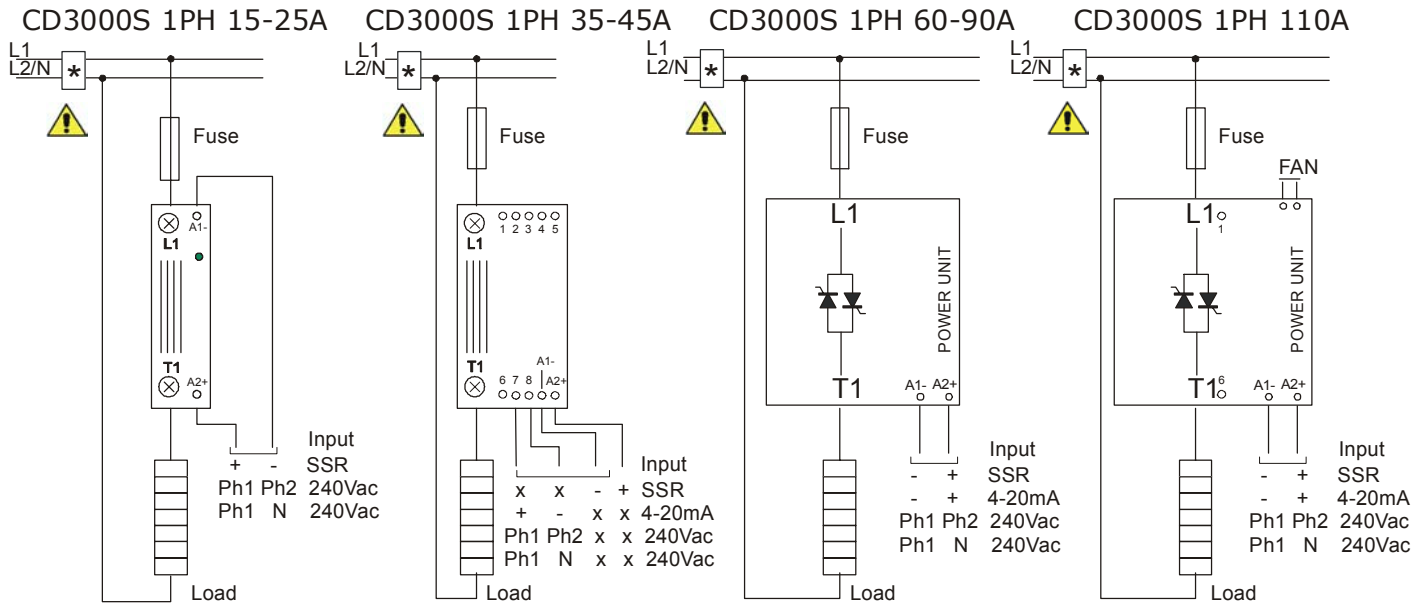 CD3000S 1PH 15-25A
L1
L2/N
*
Fuse
A1-
L1
T1
A2+
Input
+ - SSR
Ph1 Ph2 240Vac
Ph1 N 240Vac
Load
CD3000S 1PH 35-45A
L1
L2/N
*
Fuse
L1
1 2 3 4 5
T1
A1-
6 7 8 A2+
Input
x x - + SSR
+ - x x 4-20mA
Ph1 Ph2 x x 240Vac
Ph1 N x x 240Vac
Load
CD3000S 1PH 60-90A
L1
L2/N
*
Fuse
L1
POWER UNIT
T1
A1- A2+
Input
- + SSR
- + 4-20mA
Ph1 Ph2 240Vac
Ph1 N 240Vac
Load
CD3000S 1PH 110A
L1
L2/N
*
Fuse
FAN
L1
1
POWER UNIT
T1 6
A1- A2+
Input
- + SSR
- + 4-20mA
Ph1 Ph2 240Vac
Ph1 N 240Vac
Load